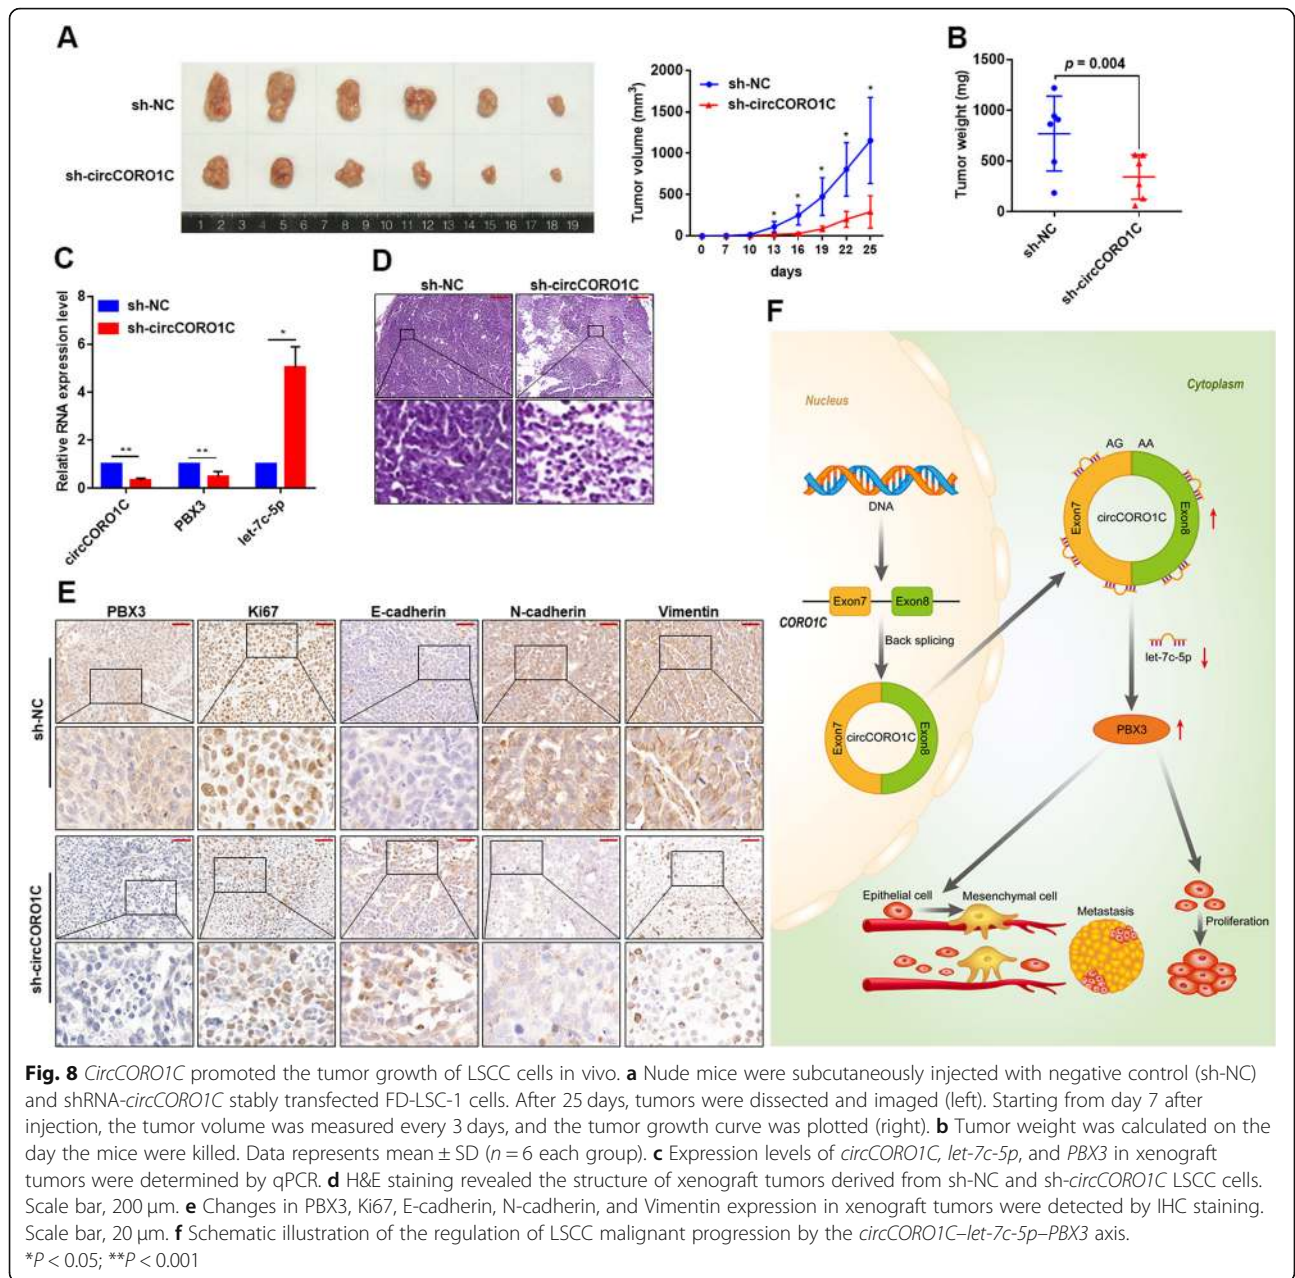 A
sh-NC
sh-circCORO1C
1 2 3 4 5 6 7 8 9 10 11 12 13 14 15 16 17 18 19
Tumor volume (mm³)
2000
1500
1000
500
0
sh-NC
sh-circCORO1C
* * * * *
0 7 10 13 16 19 22 25
days
B
Tumor weight (mg)
1500
1000
500
0
p = 0.004
sh-NC
sh-circCORO1C
C
Relative RNA expression level
8
6
4
2
0
sh-NC
sh-circCORO1C
** ** *
circCORO1C
PBX3
let-7c-5p
D
sh-NC sh-circCORO1C
E
PBX3 Ki67 E-cadherin N-cadherin Vimentin
sh-NC
sh-circCORO1C
F
Nucleus
Cytoplasm
DNA
Exon7 Exon8
CORO1C
Back splicing
Exon7 circCORO1C Exon8
AG AA
Exon7 circCORO1C Exon8
let-7c-5p
PBX3
Epithelial cell
Mesenchymal cell
Metastasis
Proliferation
Fig. 8 CircCORO1C promoted the tumor growth of LSCC cells in vivo. a Nude mice were subcutaneously injected with negative control (sh-NC)
and shRNA-circCORO1C stably transfected FD-LSC-1 cells. After 25 days, tumors were dissected and imaged (left). Starting from day 7 after
injection, the tumor volume was measured every 3 days, and the tumor growth curve was plotted (right). b Tumor weight was calculated on the
day the mice were killed. Data represents mean ± SD (n = 6 each group). c Expression levels of circCORO1C, let-7c-5p, and PBX3 in xenograft
tumors were determined by qPCR. d H&E staining revealed the structure of xenograft tumors derived from sh-NC and sh-circCORO1C LSCC cells.
Scale bar, 200 μm. e Changes in PBX3, Ki67, E-cadherin, N-cadherin, and Vimentin expression in xenograft tumors were detected by IHC staining.
Scale bar, 20 μm. f Schematic illustration of the regulation of LSCC malignant progression by the circCORO1C–let-7c-5p–PBX3 axis.
*P < 0.05; **P < 0.001